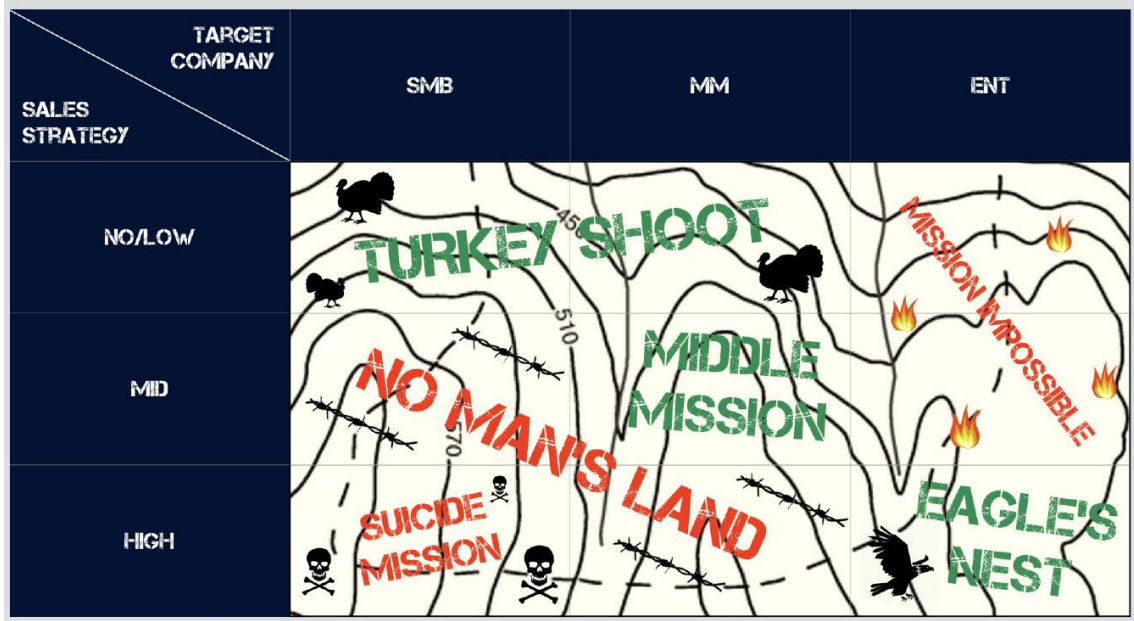 TARGET
COMPANY
SALES
STRATEGY
SMB
MM
ENT
NO/LOW
TURKEY SHOOT
450
MISSION IMPOSSIBLE
MID
510
NO MAN'S LAND
570
MIDDLE
MISSION
HIGH
SUICIDE
MISSION
EAGLE'S
NEST